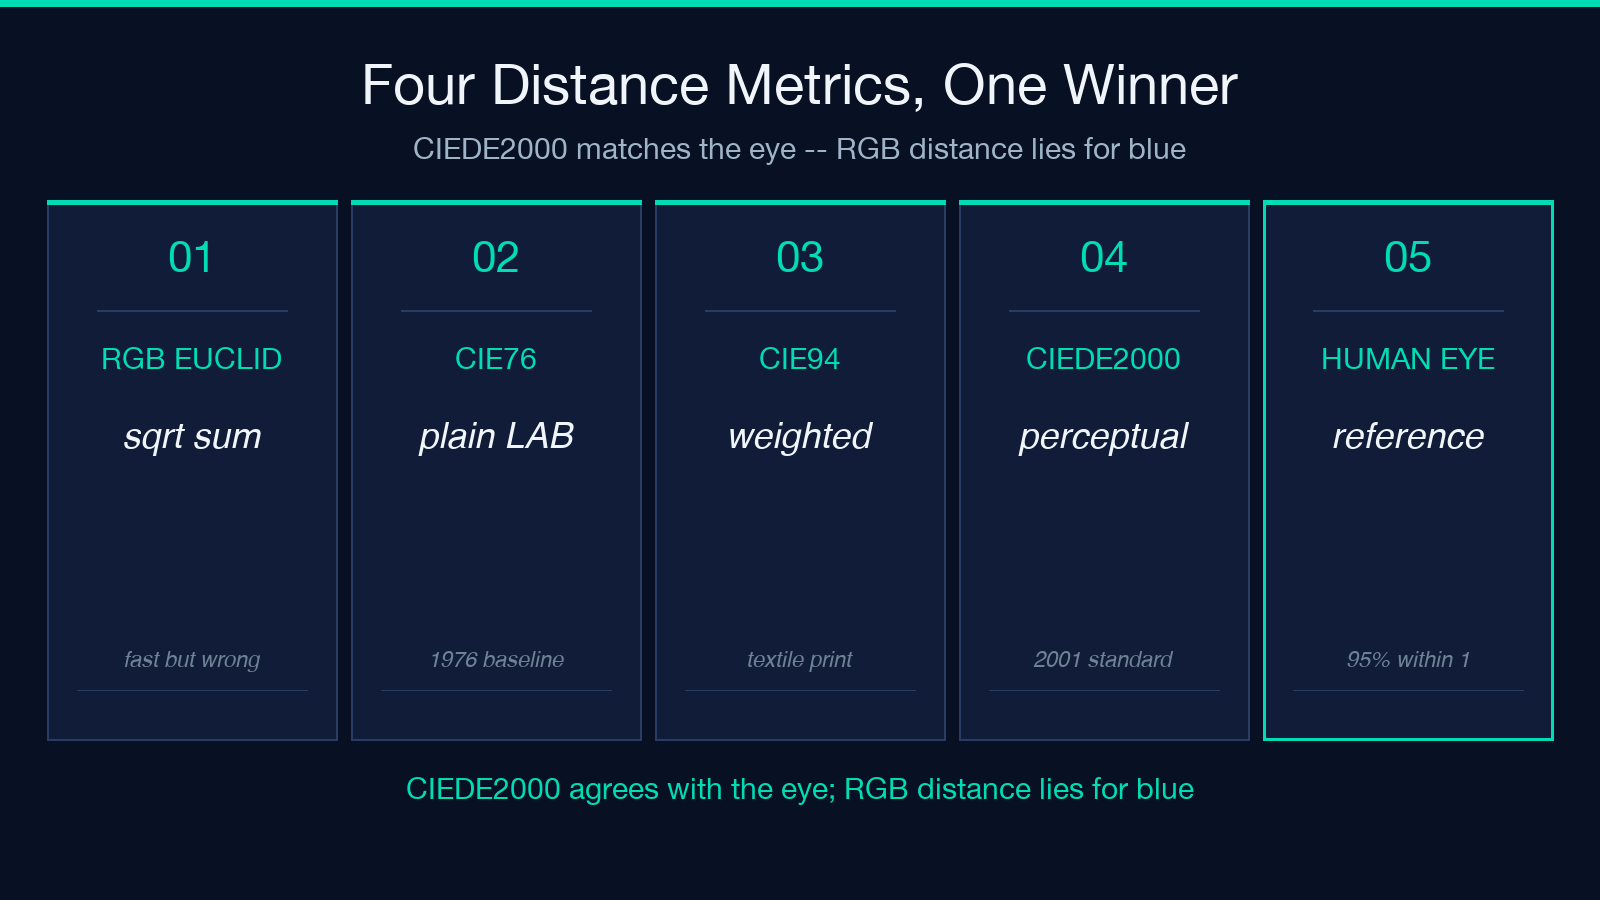 Four Distance Metrics, One Winner
CIEDE2000 matches the eye -- RGB distance lies for blue
01
RGB EUCLID
sqrt sum
fast but wrong
02
CIE76
plain LAB
1976 baseline
03
CIE94
weighted
textile print
04
CIEDE2000
perceptual
2001 standard
05
HUMAN EYE
reference
95% within 1
CIEDE2000 agrees with the eye; RGB distance lies for blue